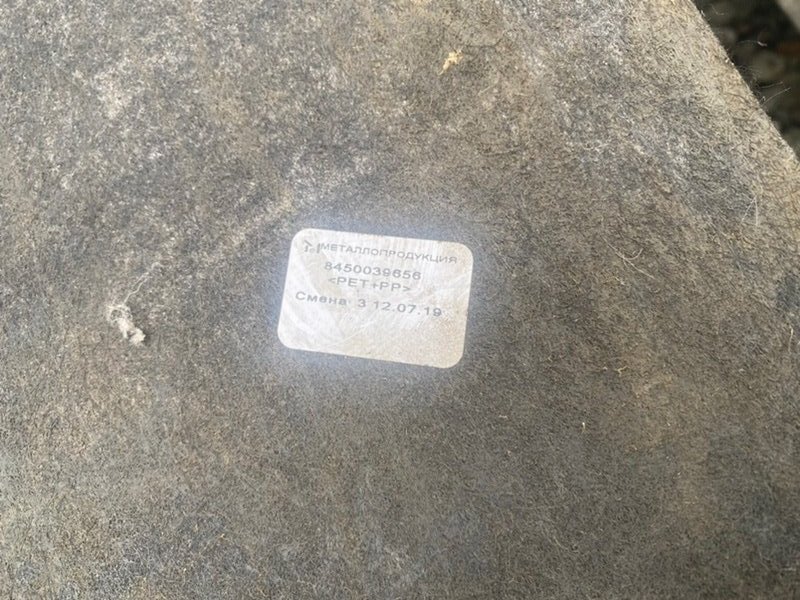 МЕТАЛЛОПРОДУКЦИЯ
8450039656
<PET+PP>
Смена 3 12.07.19